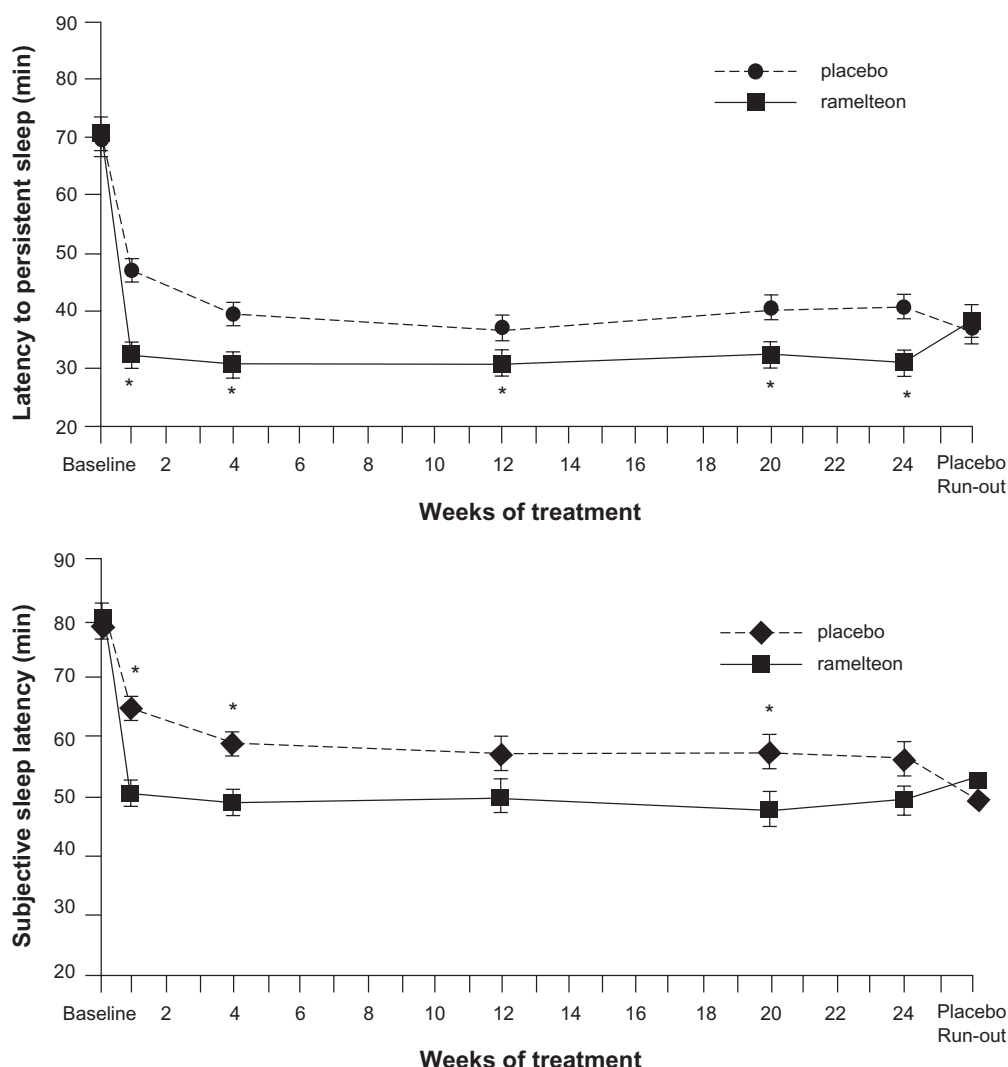 Latency to persistent sleep (min)
90
80
70
60
50
40
30
20
placebo
ramelteon
*
*
*
*
*
Baseline 2 4 6 8 10 12 14 16 18 20 22 24 Placebo
Run-out
Weeks of treatment
Subjective sleep latency (min)
90
80
70
60
50
40
30
20
placebo
ramelteon
*
*
*
Baseline 2 4 6 8 10 12 14 16 18 20 22 24 Placebo
Run-out
Weeks of treatment